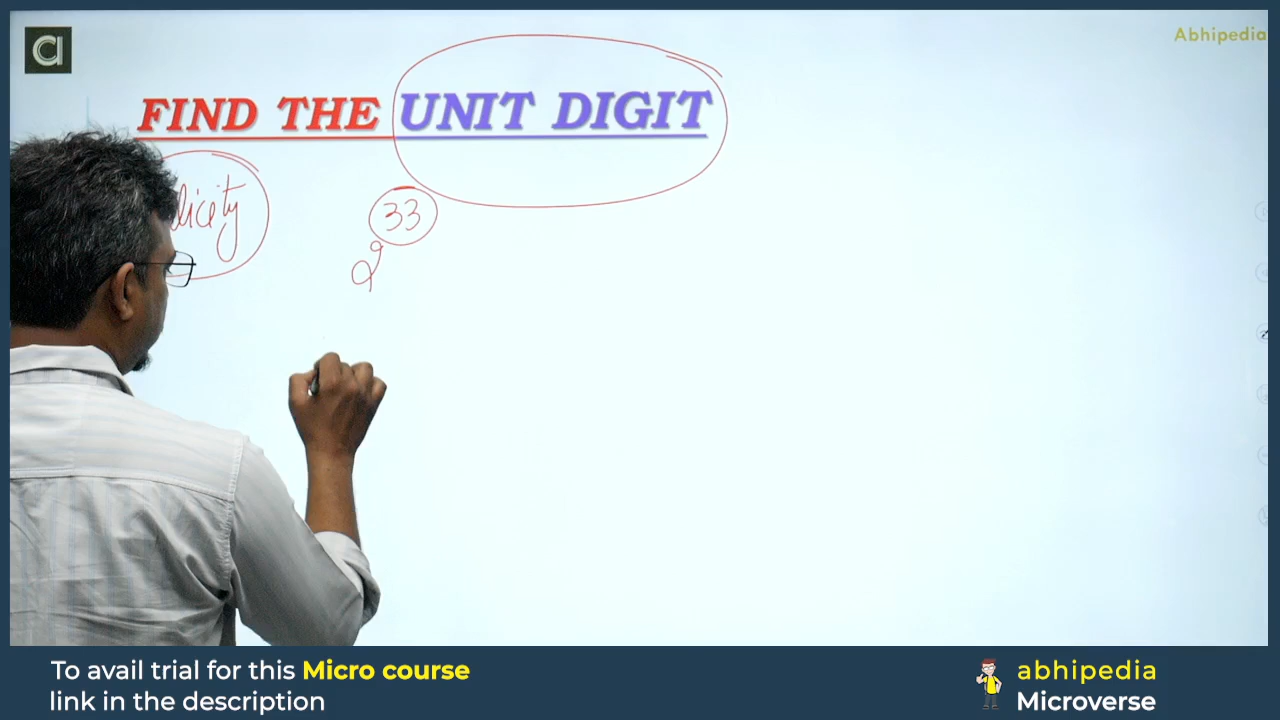 Abhipedia
FIND THE UNIT DIGIT
33
2
To avail trial for this Micro course
link in the description
abhipedia
Microverse